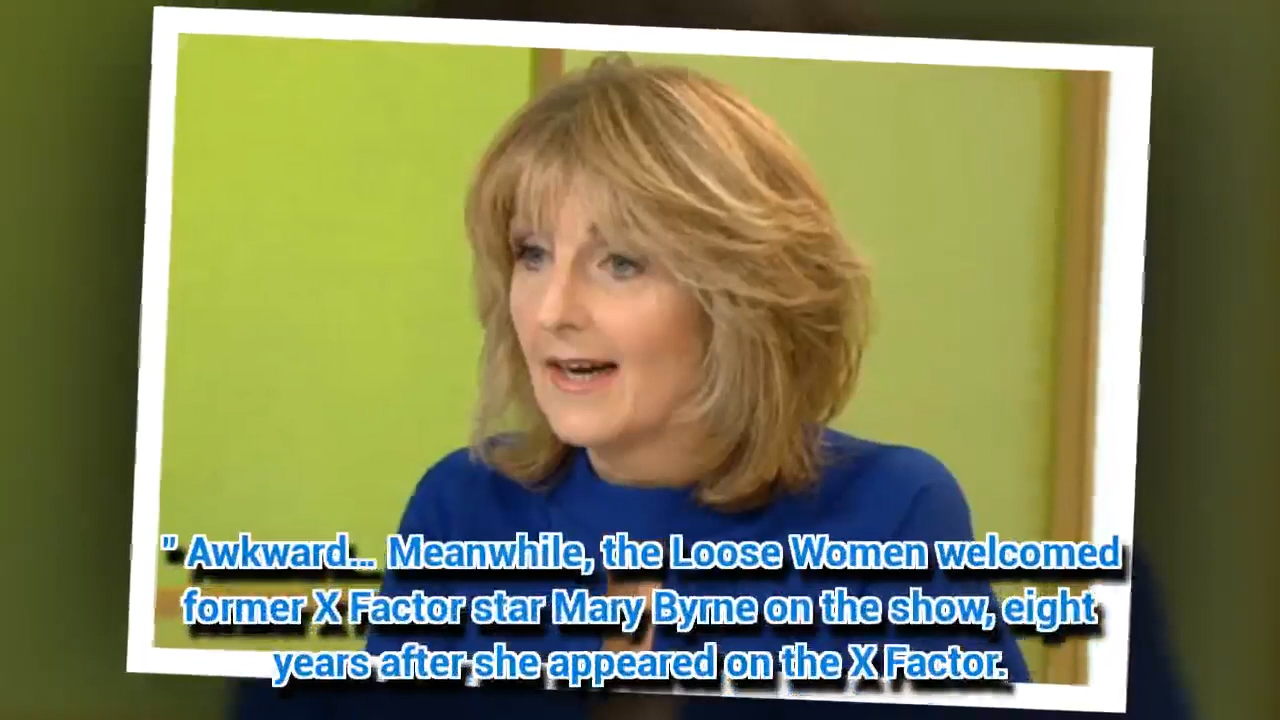 " Awkward... Meanwhile, the Loose Women welcomed
former X Factor star Mary Byrne on the show, eight
years after she appeared on the X Factor.